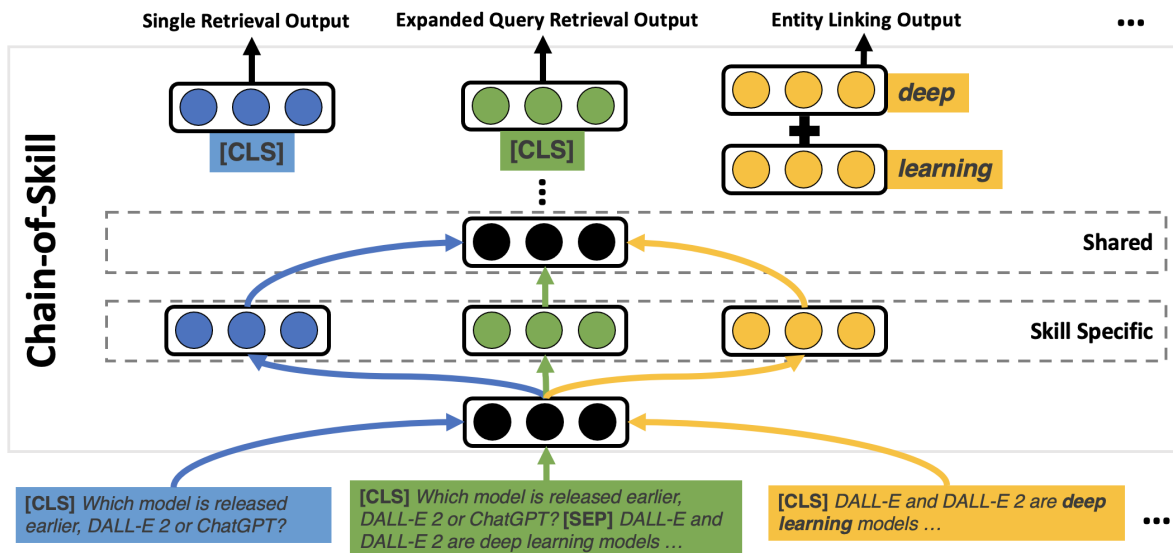 Single Retrieval Output
Expanded Query Retrieval Output
Entity Linking Output
...
Chain-of-Skill
[CLS]
[CLS]
deep
+
learning
Shared
Skill Specific
[CLS] Which model is released
earlier, DALL-E 2 or ChatGPT?
[CLS] Which model is released earlier,
DALL-E 2 or ChatGPT? [SEP] DALL-E and
DALL-E 2 are deep learning models ...
[CLS] DALL-E and DALL-E 2 are deep
learning models ...
...